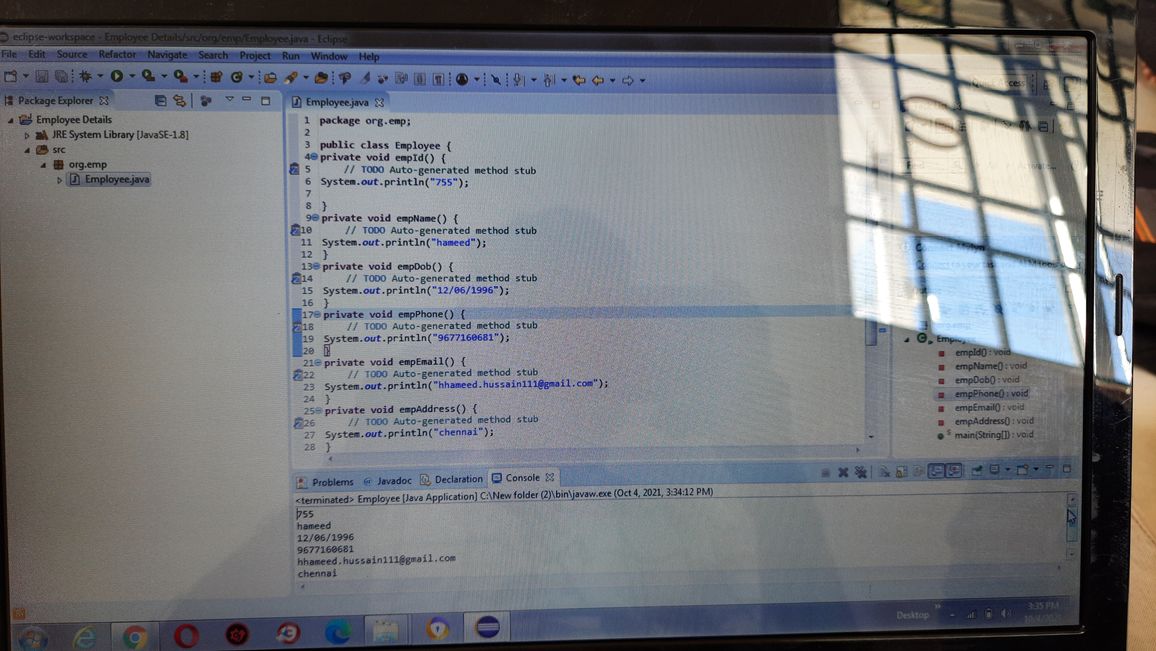 eclipse-workspace - Employee Details/src/org/emp/Employee.java - Eclipse
File Edit Source Refactor Navigate Search Project Run Window Help
Access
Package Explorer
Employee Details
JRE System Library [JavaSE-1.8]
src
org.emp
Employee.java
Employee.java
1 package org.emp;
2
3 public class Employee {
4 private void empId() {
5 // TODO Auto-generated method stub
6 System.out.println("755");
7
8 }
9 private void empName() {
10 // TODO Auto-generated method stub
11 System.out.println("hameed");
12 }
13 private void empDob() {
14 // TODO Auto-generated method stub
15 System.out.println("12/06/1996");
16 }
17 private void empPhone() {
18 // TODO Auto-generated method stub
19 System.out.println("9677160681");
20 }
21 private void empEmail() {
22 // TODO Auto-generated method stub
23 System.out.println("hhameed.hussain111@gmail.com");
24 }
25 private void empAddress() {
26 // TODO Auto-generated method stub
27 System.out.println("chennai");
28 }
empId() : void
empName() : void
empDob() : void
empPhone() : void
empEmail() : void
empAddress() : void
main(String[]) : void
Problems Javadoc Declaration Console
<terminated> Employee [Java Application] C:\New folder (2)\bin\javaw.exe (Oct 4, 2021, 3:34:12 PM)
755
hameed
12/06/1996
9677160681
hhameed.hussain111@gmail.com
chennai
Desktop
3:35 PM